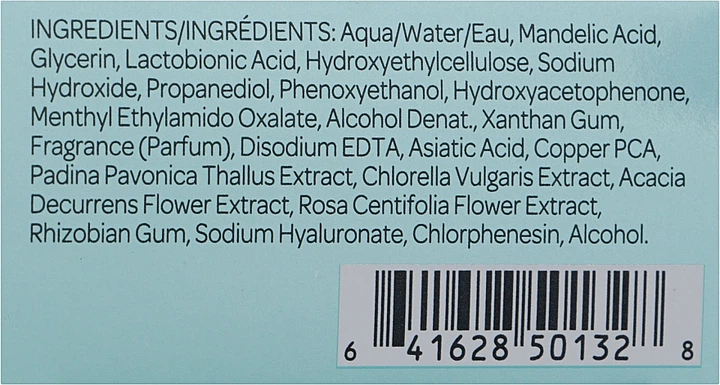 INGREDIENTS/INGRÉDIENTS: Aqua/Water/Eau, Mandelic Acid,
Glycerin, Lactobionic Acid, Hydroxyethylcellulose, Sodium
Hydroxide, Propanediol, Phenoxyethanol, Hydroxyacetophenone,
Menthyl Ethylamido Oxalate, Alcohol Denat., Xanthan Gum,
Fragrance (Parfum), Disodium EDTA, Asiatic Acid, Copper PCA,
Padina Pavonica Thallus Extract, Chlorella Vulgaris Extract, Acacia
Decurrens Flower Extract, Rosa Centifolia Flower Extract,
Rhizobian Gum, Sodium Hyaluronate, Chlorphenesin, Alcohol.
6 41628 50132 8